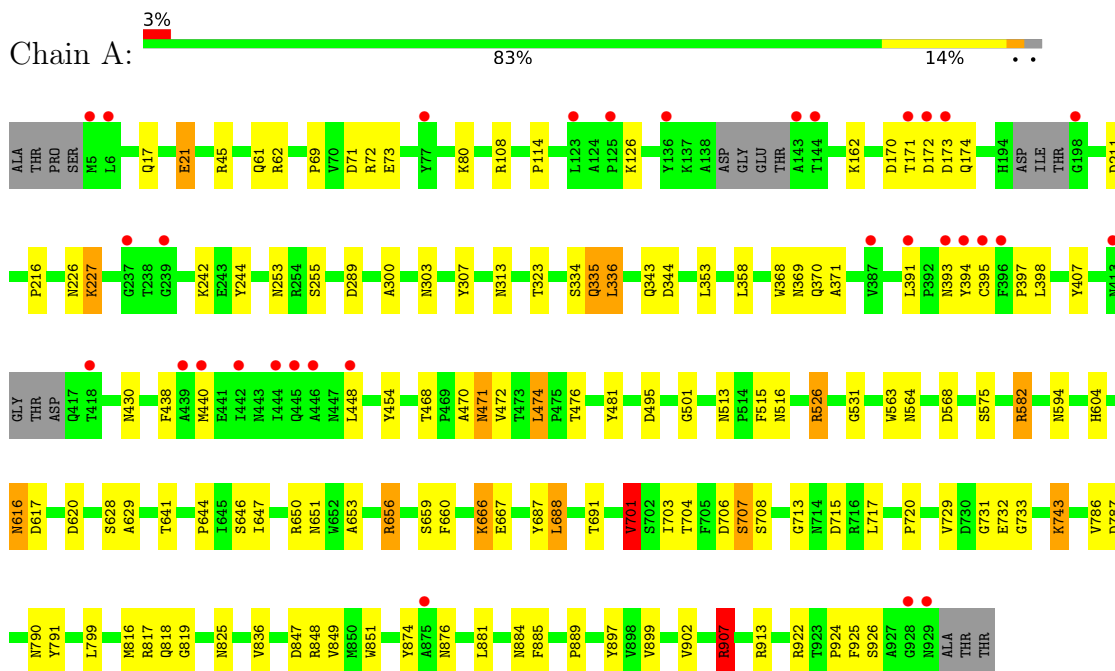 3%
Chain A:
83% 14% • •
ALA THR PRO SER M5 L6 Q17 E21 R45 Q61 R62 P69 V70 D71 R72 E73 Y77 K80 R108 P114 L123 A124 P125 K126 Y136 K137 A138 ASP GLY GLU THR A143 T144 K162 D170 T171 D172 D173 Q174 H194 ASP ILE THR G198
P216 N226 K227 G237 T238 G239 K242 E243 Y244 N253 R254 S255 D289 A300 N303 Y307 N313 T323 S334 Q335 L336 Q343 D344 L353 L358 W368 N369 Q370 A371 V387 L391 P392 N393 Y394 C395 F396 P397 L398 Y407 N413
GLY THR ASP Q417 T418 N430 F438 A439 M440 E441 I442 N443 I444 Q445 A446 N447 L448 Y454 T468 P469 A470 N471 V472 T473 L474 P475 T476 Y481 D495 G501 N513 P514 F515 N516 R526 G531 W563 N564 D568 S575 R582 N594 H604
N616 D617 D620 S628 A629 T641 P644 I645 S646 I647 R650 N651 W652 A653 R656 S659 F660 K666 E667 Y687 L688 T691 V701 S702 I703 T704 F705 D706 S707 S708 G713 N714 D715 R716 L717 P720 V729 D730 G731 E732 G733 K743 V786
N790 Y791 L799 M816 R817 Q818 G819 N825 V836 D847 R848 V849 M850 W851 Y874 A875 N876 L881 N884 F885 P889 Y897 V898 V899 V902 R907 R913 R922 T923 P924 F925 S926 A927 G928 N929 ALA THR THR